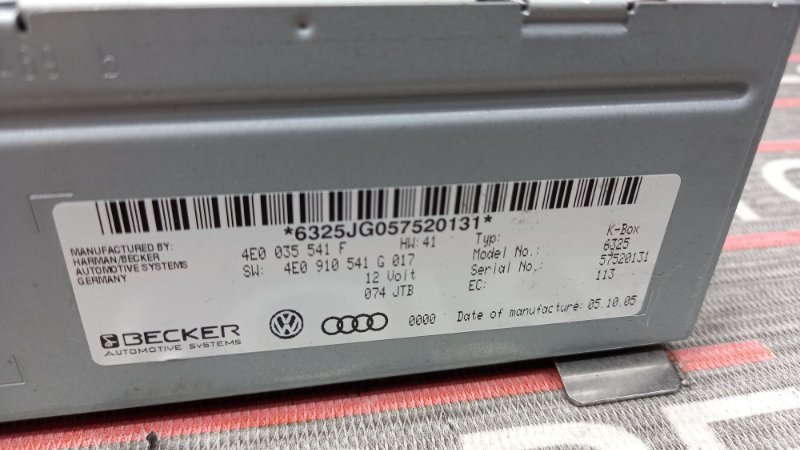 *6325JG057520131*
MANUFACTURED BY:
HARMAN/BECKER
AUTOMOTIVE SYSTEMS
GERMANY
4E0 035 541 F HW: 41
SW: 4E0 910 541 G 017
12 Volt
074 JTB
Typ: K-Box
Model No.: 6325
Serial No.: 57520131
EC: 113
BECKER
AUTOMOTIVE SYSTEMS
0000 Date of manufacture: 05.10.05